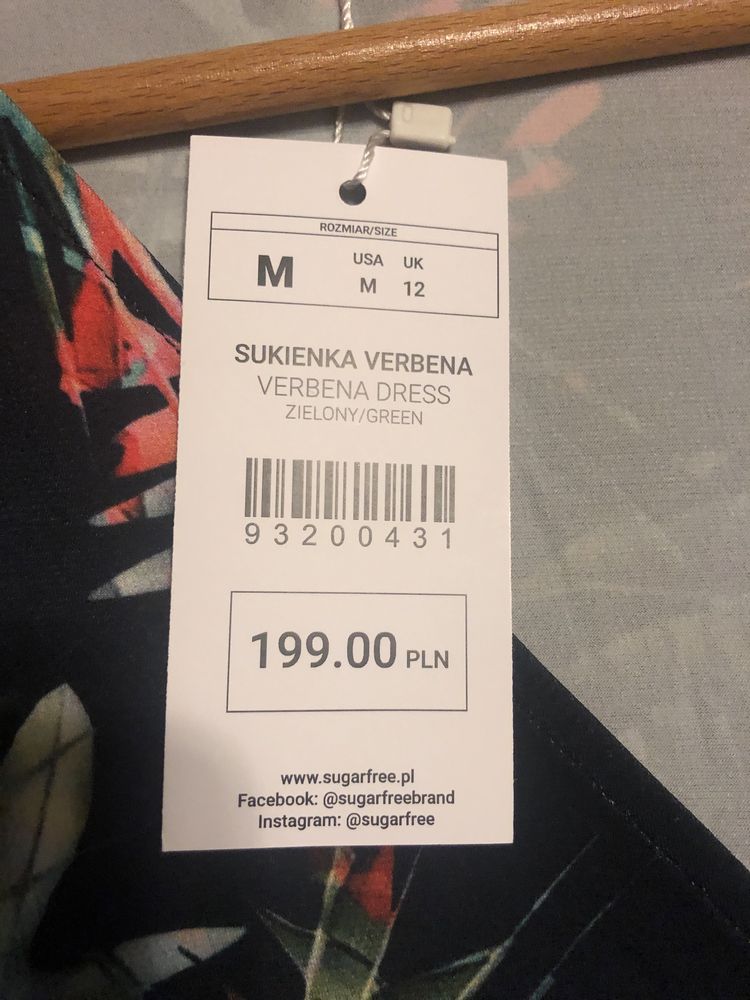 ROZMIAR/SIZE
M
USA UK
M 12
SUKIENKA VERBENA
VERBENA DRESS
ZIELONY/GREEN
93200431
199.00 PLN
www.sugarfree.pl
Facebook: @sugarfreebrand
Instagram: @sugarfree